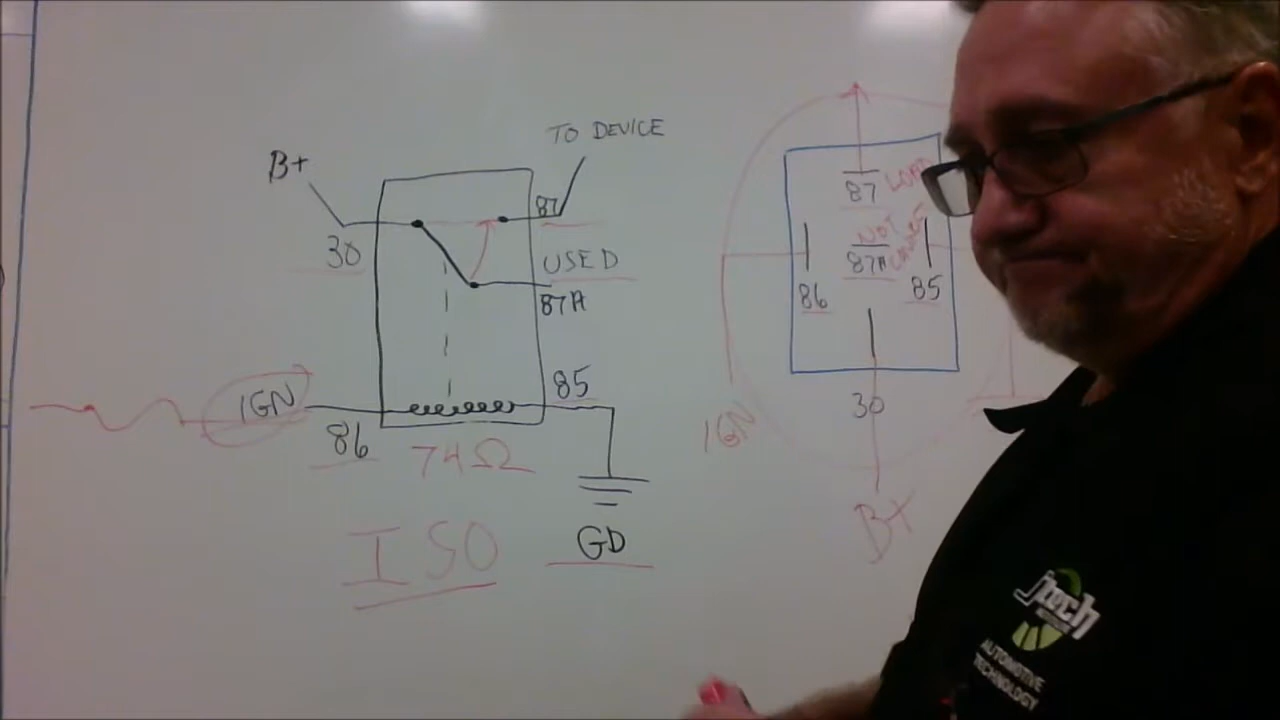 TO DEVICE
B+
87
30
USED
87A
IGN
85
86
74Ω
ISO
GD
87 LOAD
NOT
87A
86
85
30
IGN
B+
jtech
AUTOMOTIVE
TECHNOLOGY